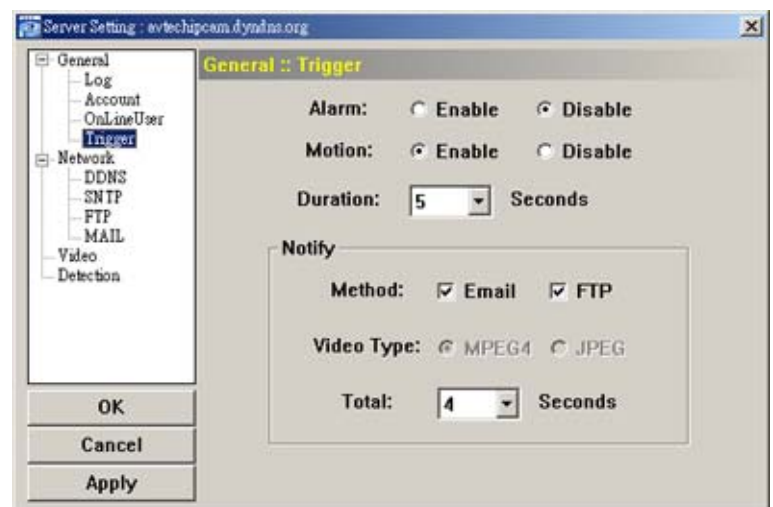 Server Setting : avtechipcam.dyndns.org
General
Log
Account
OnLineUser
Trigger
Network
DDNS
SNTP
FTP
MAIL
Video
Detection
OK
Cancel
Apply
General :: Trigger
Alarm: Enable Disable
Motion: Enable Disable
Duration: 5 Seconds
Notify
Method: Email FTP
Video Type: MPEG4 JPEG
Total: 4 Seconds